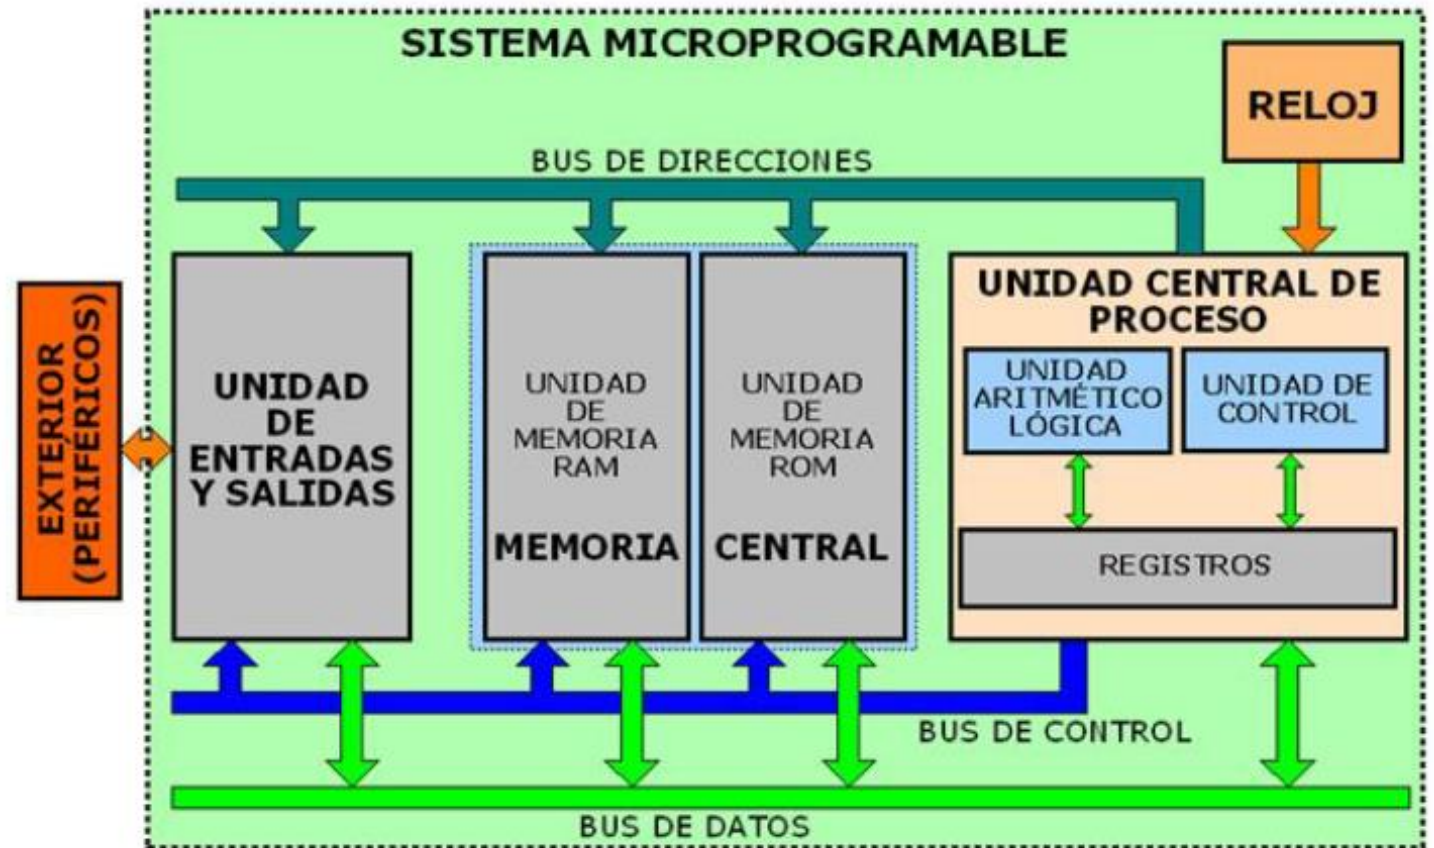 SISTEMA MICROPROGRAMABLE
RELOJ
BUS DE DIRECCIONES
EXTÉRIOR
(PERIFÉRICOS)
UNIDAD
DE
ENTRADAS
Y SALIDAS
UNIDAD
DE
MEMORIA
RAM
MEMORIA
UNIDAD
DE
MEMORIA
ROM
CENTRAL
UNIDAD CENTRAL DE
PROCESO
UNIDAD
ARITMÉTICO
LÓGICA
UNIDAD DE
CONTROL
REGISTROS
BUS DE CONTROL
BUS DE DATOS